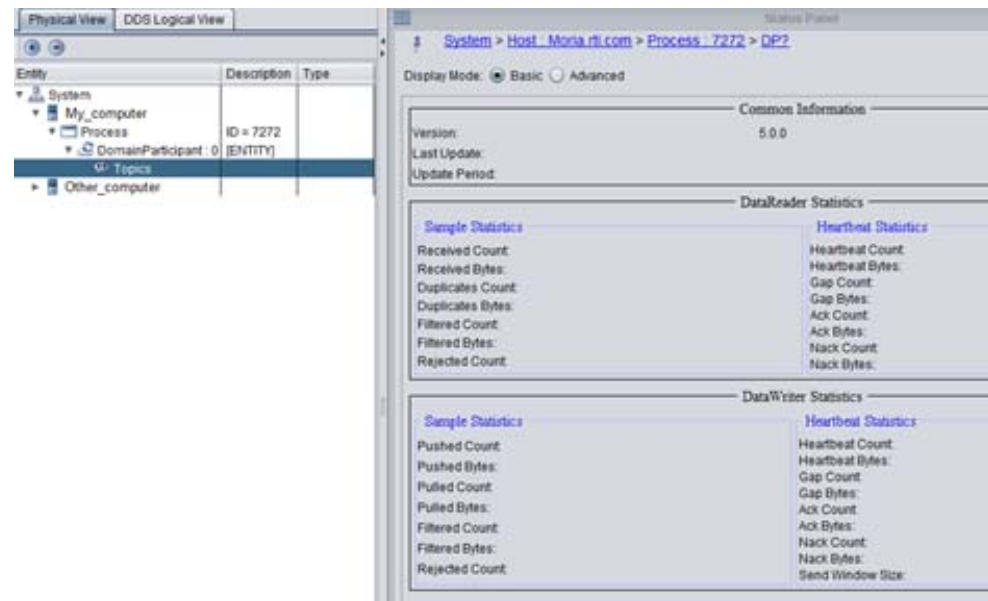 Physical View DDS Logical View
Entity Description Type
System
My_computer
Process ID = 7272
DomainParticipant : 0 [ENTITY]
Topics
Other_computer
Status Panel
System > Host : Moria.rti.com > Process : 7272 > DP?
Display Mode: Basic Advanced
Common Information
Version: 5.0.0
Last Update:
Update Period:
DataReader Statistics
Sample Statistics
Received Count:
Received Bytes:
Duplicates Count:
Duplicates Bytes:
Filtered Count:
Filtered Bytes:
Rejected Count:
Heartbeat Statistics
Heartbeat Count:
Heartbeat Bytes:
Gap Count:
Gap Bytes:
Ack Count:
Ack Bytes:
Nack Count:
Nack Bytes:
DataWriter Statistics
Sample Statistics
Pushed Count:
Pushed Bytes:
Pulled Count:
Pulled Bytes:
Filtered Count:
Filtered Bytes:
Rejected Count:
Heartbeat Statistics
Heartbeat Count:
Heartbeat Bytes:
Gap Count:
Gap Bytes:
Ack Count:
Ack Bytes:
Nack Count:
Nack Bytes:
Send Window Size: